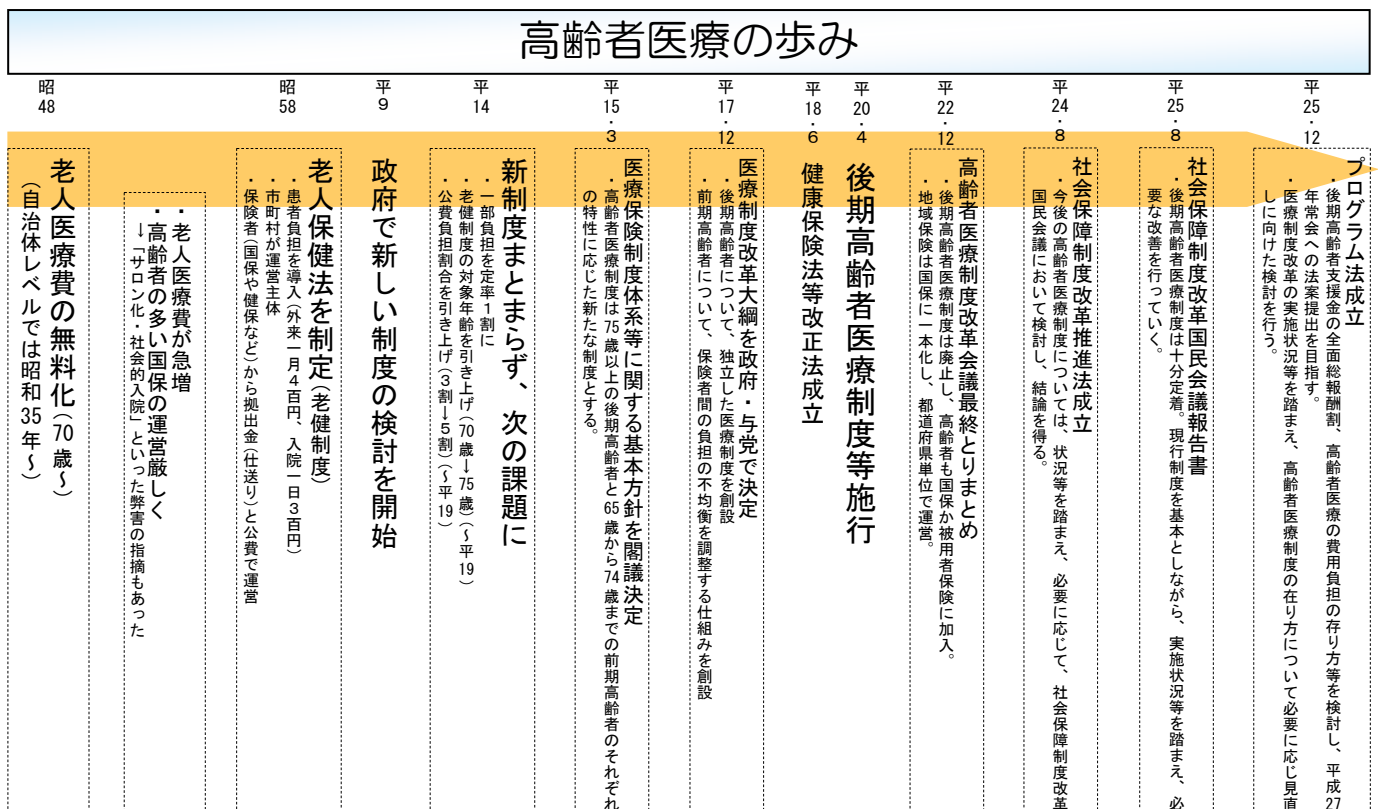 高齢者医療の歩み
昭48
老人医療費の無料化(70歳~)
(自治体レベルでは昭和35年~)
・老人医療費が急増
・高齢者の多い国保の運営厳しく
→「サロン化・社会的入院」といった弊害の指摘もあった
昭58
老人保健法を制定(老健制度)
・患者負担を導入(外来一月4百円、入院一日3百円)
・市町村が運営主体
・保険者(国保や健保など)から拠出金(仕送り)と公費で運営
平9
政府で新しい制度の検討を開始
平14
新制度まとまらず、次の課題に
・一部負担を定率1割に
・老健制度の対象年齢を引き上げ(70歳→75歳)(~平19)
・公費負担割合を引き上げ(3割→5割)(~平19)
平15・3
医療保険制度体系等に関する基本方針を閣議決定
・高齢者医療制度は75歳以上の後期高齢者と65歳から74歳までの前期高齢者のそれぞれ
の特性に応じた新たな制度とする。
平17・12
医療制度改革大綱を政府・与党で決定
・後期高齢者について、独立した医療制度を創設
・前期高齢者について、保険者間の負担の不均衡を調整する仕組みを創設
平18・6
健康保険法等改正法成立
平20・4
後期高齢者医療制度等施行
平22・12
高齢者医療制度改革会議最終とりまとめ
・後期高齢者医療制度は廃止し、高齢者も国保か被用者保険に加入。
・地域保険は国保に一本化し、都道府県単位で運営。
平24・8
社会保障制度改革推進法成立
・今後の高齢者医療制度については、状況等を踏まえ、必要に応じて、社会保障制度改革
国民会議において検討し、結論を得る。
平25・8
社会保障制度改革国民会議報告書
・後期高齢者医療制度は十分定着。現行制度を基本としながら、実施状況等を踏まえ、必
要な改善を行っていく。
平25・12
プログラム法成立
・後期高齢者支援金の全面総報酬割、高齢者医療の費用負担の存り方等を検討し、平成27
年常会への法案提出を目指す。
・医療制度改革の実施状況等を踏まえ、高齢者医療制度の在り方について必要に応じ見直
しに向けた検討を行う。